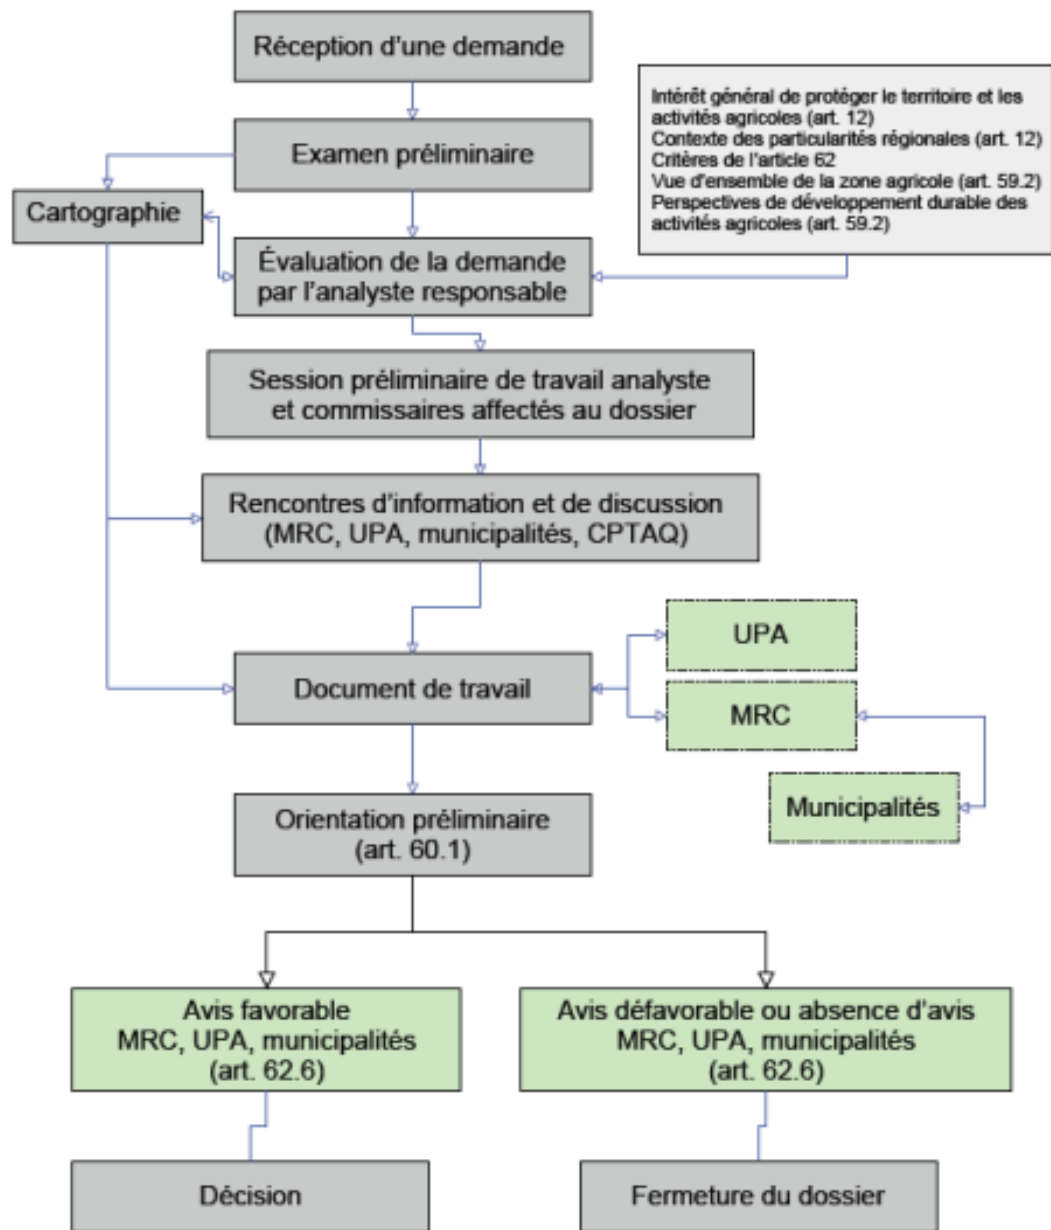 Réception d'une demande
Intérêt général de protéger le territoire et les
activités agricoles (art. 12)
Contexte des particularités régionales (art. 12)
Critères de l'article 62
Vue d'ensemble de la zone agricole (art. 59.2)
Perspectives de développement durable des
activités agricoles (art. 59.2)
Examen préliminaire
Cartographie
Évaluation de la demande
par l'analyste responsable
Session préliminaire de travail analyste
et commissaires affectés au dossier
Rencontres d'information et de discussion
(MRC, UPA, municipalités, CPTAQ)
UPA
Document de travail
MRC
Municipalités
Orientation préliminaire
(art. 60.1)
Avis favorable
MRC, UPA, municipalités
(art. 62.6)
Avis défavorable ou absence d'avis
MRC, UPA, municipalités
(art. 62.6)
Décision
Fermeture du dossier